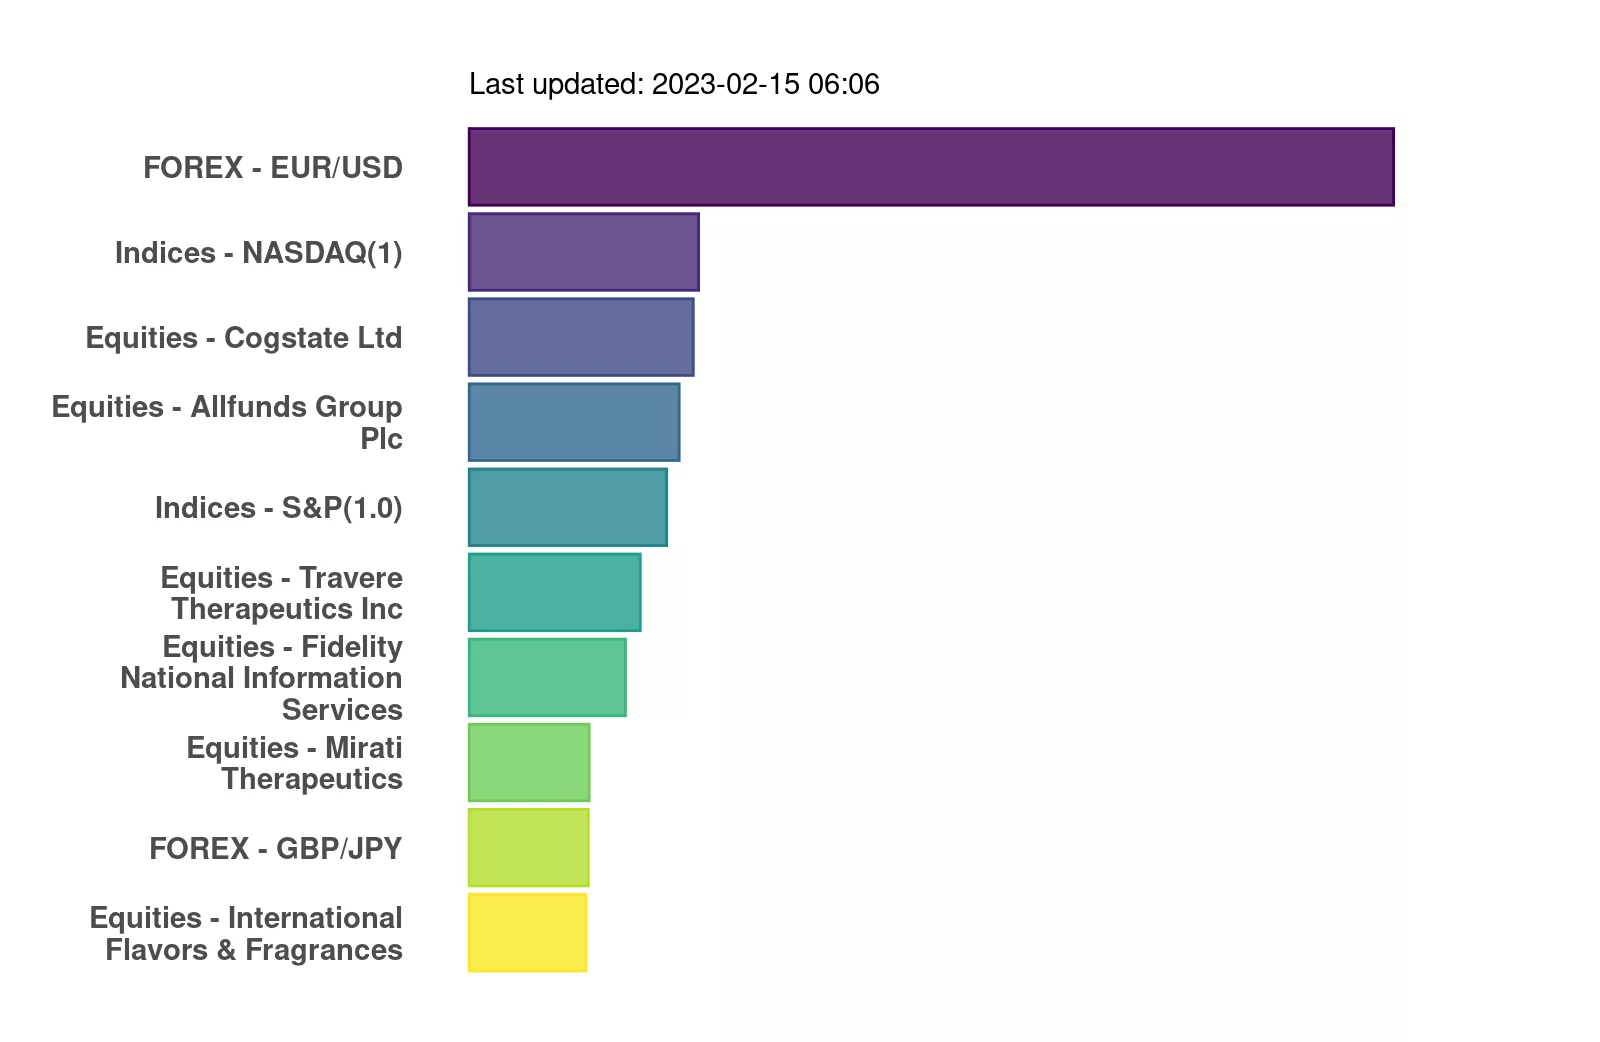 Last updated: 2023-02-15 06:06
FOREX - EUR/USD
Indices - NASDAQ(1)
Equities - Cogstate Ltd
Equities - Allfunds Group
Plc
Indices - S&P(1.0)
Equities - Travere
Therapeutics Inc
Equities - Fidelity
National Information
Services
Equities - Mirati
Therapeutics
FOREX - GBP/JPY
Equities - International
Flavors & Fragrances